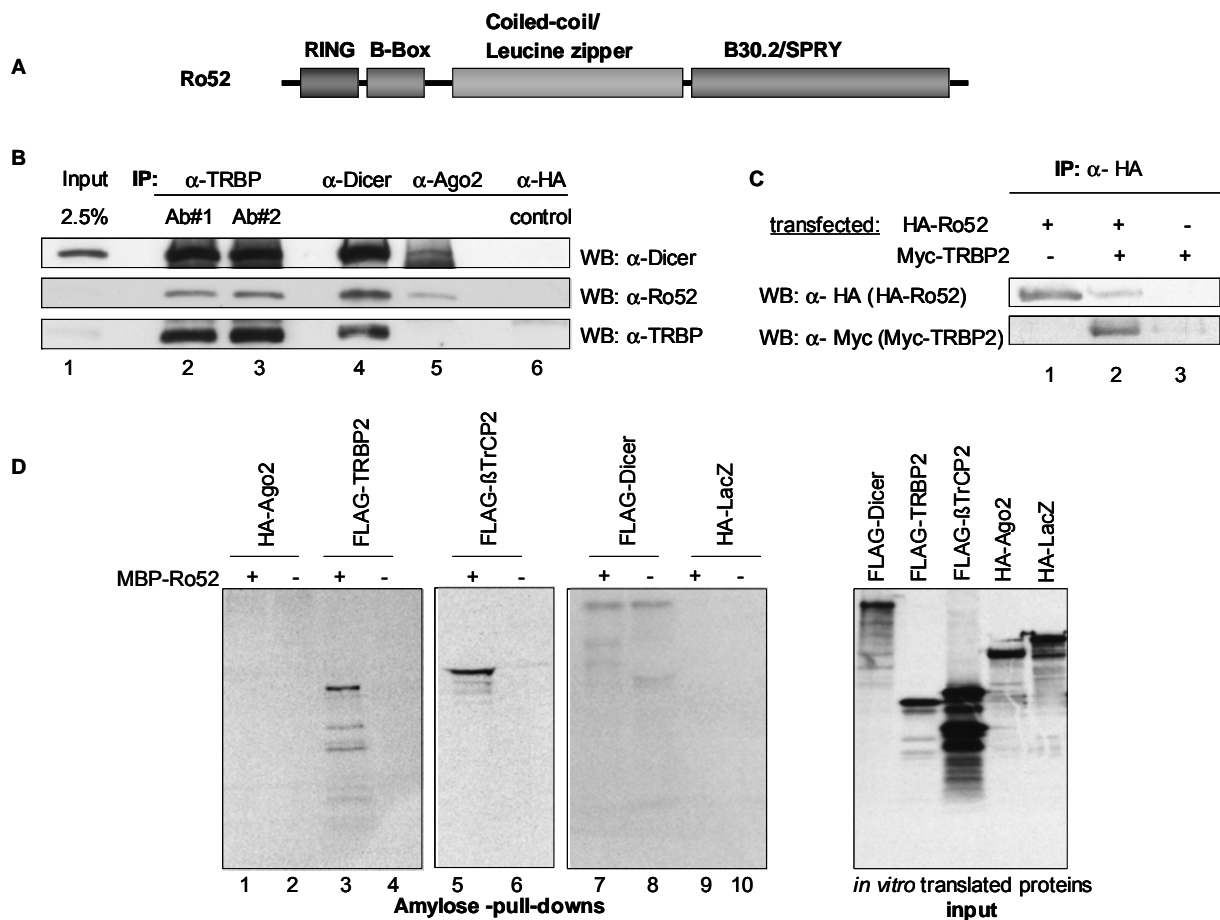 Coiled-coil/
RING B-Box Leucine zipper B30.2/SPRY
A Ro52
B
Input IP: α-TRBP α-Dicer α-Ago2 α-HA
2.5% Ab#1 Ab#2 control
WB: α-Dicer
WB: α-Ro52
WB: α-TRBP
1 2 3 4 5 6
C
IP: α- HA
transfected: HA-Ro52 + + -
Myc-TRBP2 - + +
WB: α- HA (HA-Ro52)
WB: α- Myc (Myc-TRBP2)
1 2 3
D
HA-Ago2 FLAG-TRBP2 FLAG-ßTrCP2 FLAG-Dicer HA-LacZ
MBP-Ro52 + - + - + - + - + -
1 2 3 4 5 6 7 8 9 10
Amylose -pull-downs
FLAG-Dicer FLAG-TRBP2 FLAG-ßTrCP2 HA-Ago2 HA-LacZ
in vitro translated proteins
input